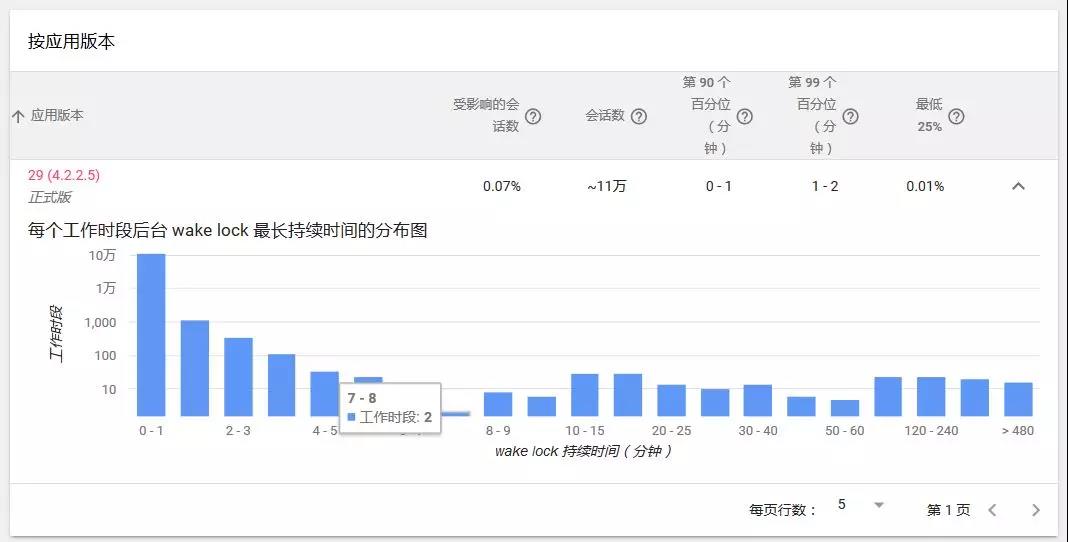 按应用版本
应用版本
受影响的会
话数
会话数
第 90 个
百分位
（分
钟）
第 99 个
百分位
（分
钟）
最低
25%
29 (4.2.2.5)
正式版
0.07%
~11万
0 - 1
1 - 2
0.01%
每个工作时段后台 wake lock 最长持续时间的分布图
10万
1万
1,000
100
10
工作时段
7 - 8
工作时段: 2
0 - 1
2 - 3
4 - 5
8 - 9
10 - 15
20 - 25
30 - 40
50 - 60
120 - 240
> 480
wake lock 持续时间（分钟）
每页行数：
5
第 1 页